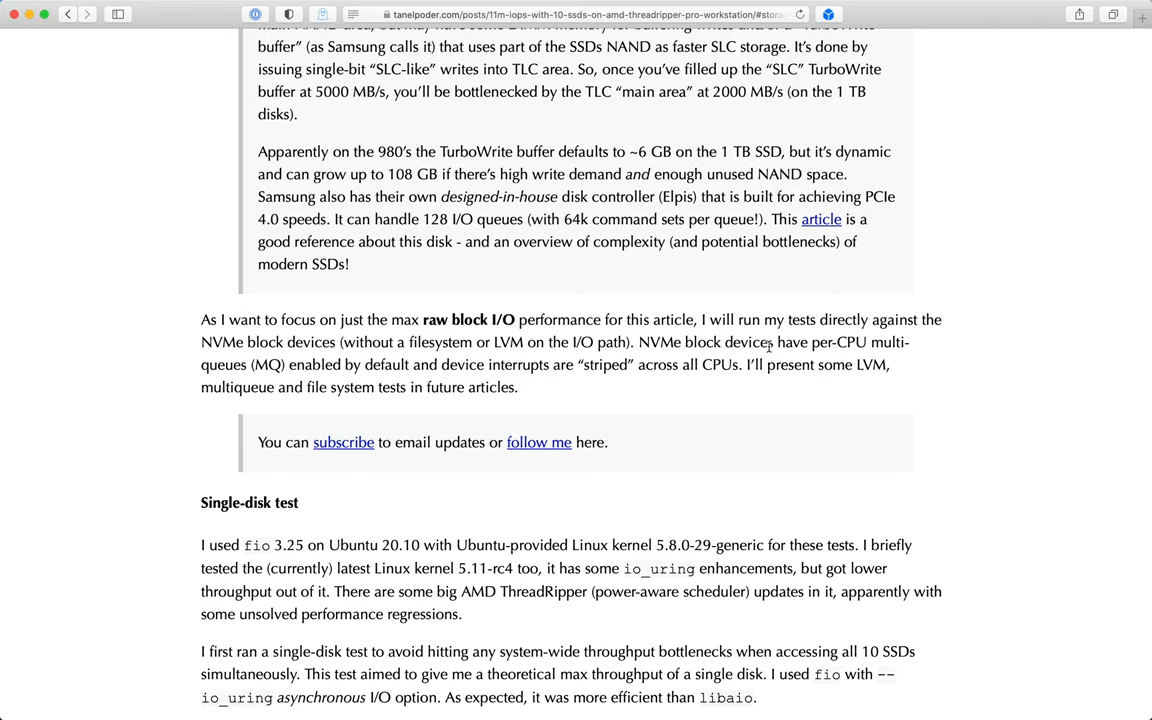 tanelpoder.com/posts/11m-iops-with-10-ssds-on-amd-threadripper-pro-workstation/#stora
buffer” (as Samsung calls it) that uses part of the SSDs NAND as faster SLC storage. It’s done by
issuing single-bit “SLC-like” writes into TLC area. So, once you’ve filled up the “SLC” TurboWrite
buffer at 5000 MB/s, you’ll be bottlenecked by the TLC “main area” at 2000 MB/s (on the 1 TB
disks).
Apparently on the 980’s the TurboWrite buffer defaults to ~6 GB on the 1 TB SSD, but it’s dynamic
and can grow up to 108 GB if there’s high write demand and enough unused NAND space.
Samsung also has their own designed-in-house disk controller (Elpis) that is built for achieving PCIe
4.0 speeds. It can handle 128 I/O queues (with 64k command sets per queue!). This article is a
good reference about this disk - and an overview of complexity (and potential bottlenecks) of
modern SSDs!
As I want to focus on just the max raw block I/O performance for this article, I will run my tests directly against the
NVMe block devices (without a filesystem or LVM on the I/O path). NVMe block devices have per-CPU multi-
queues (MQ) enabled by default and device interrupts are “striped” across all CPUs. I’ll present some LVM,
multiqueue and file system tests in future articles.
You can subscribe to email updates or follow me here.
Single-disk test
I used fio 3.25 on Ubuntu 20.10 with Ubuntu-provided Linux kernel 5.8.0-29-generic for these tests. I briefly
tested the (currently) latest Linux kernel 5.11-rc4 too, it has some io_uring enhancements, but got lower
throughput out of it. There are some big AMD ThreadRipper (power-aware scheduler) updates in it, apparently with
some unsolved performance regressions.
I first ran a single-disk test to avoid hitting any system-wide throughput bottlenecks when accessing all 10 SSDs
simultaneously. This test aimed to give me a theoretical max throughput of a single disk. I used fio with --
io_uring asynchronous I/O option. As expected, it was more efficient than libaio.